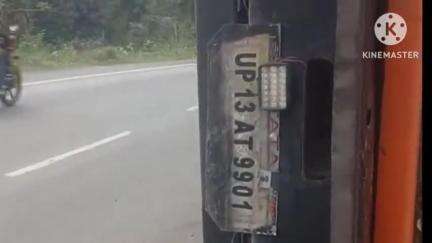 UP 13 AT 9901
K
KINEMASTER